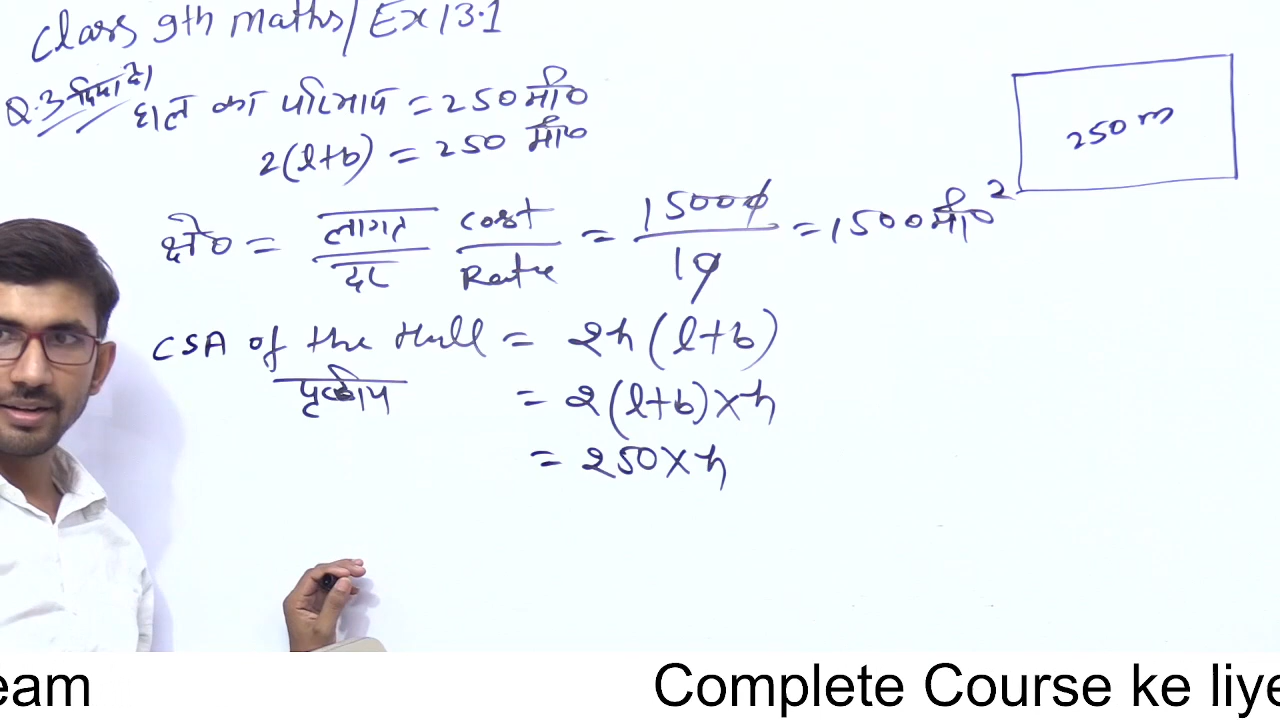 Class 9th maths/Ex 13.1
Q.3 दिया है।
हाल का परिमाप = 250 मी०
2(l+b) = 250 मी०
250 m
क्षे० = लागत/दर Cost/Rate = 15000/10 = 1500 मी०²
CSA of the Hall = 2h(l+b)
पृष्ठीय = 2(l+b)×h
= 250×h
eam Complete Course ke liye